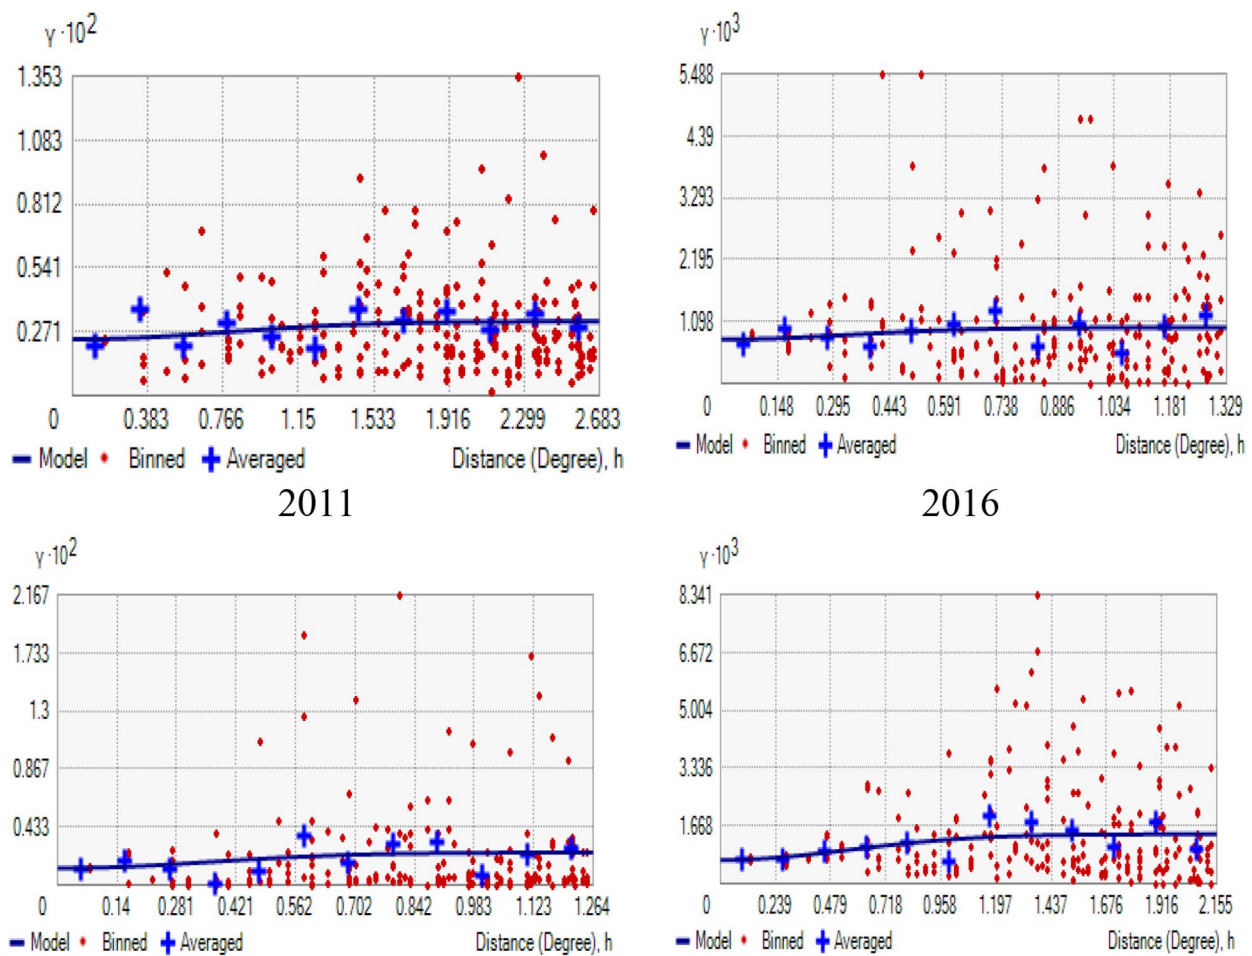 γ·10²
1.353
1.083
0.812
0.541
0.271
0 0.383 0.766 1.15 1.533 1.916 2.299 2.683
Model Binned Averaged Distance (Degree), h
2011
γ·10³
5.488
4.39
3.293
2.195
1.098
0 0.148 0.295 0.443 0.591 0.738 0.886 1.034 1.181 1.329
Model Binned Averaged Distance (Degree), h
2016
γ·10²
2.167
1.733
1.3
0.867
0.433
0 0.14 0.281 0.421 0.562 0.702 0.842 0.983 1.123 1.264
Model Binned Averaged Distance (Degree), h
γ·10³
8.341
6.672
5.004
3.336
1.668
0 0.239 0.479 0.718 0.958 1.197 1.437 1.676 1.916 2.155
Model Binned Averaged Distance (Degree), h